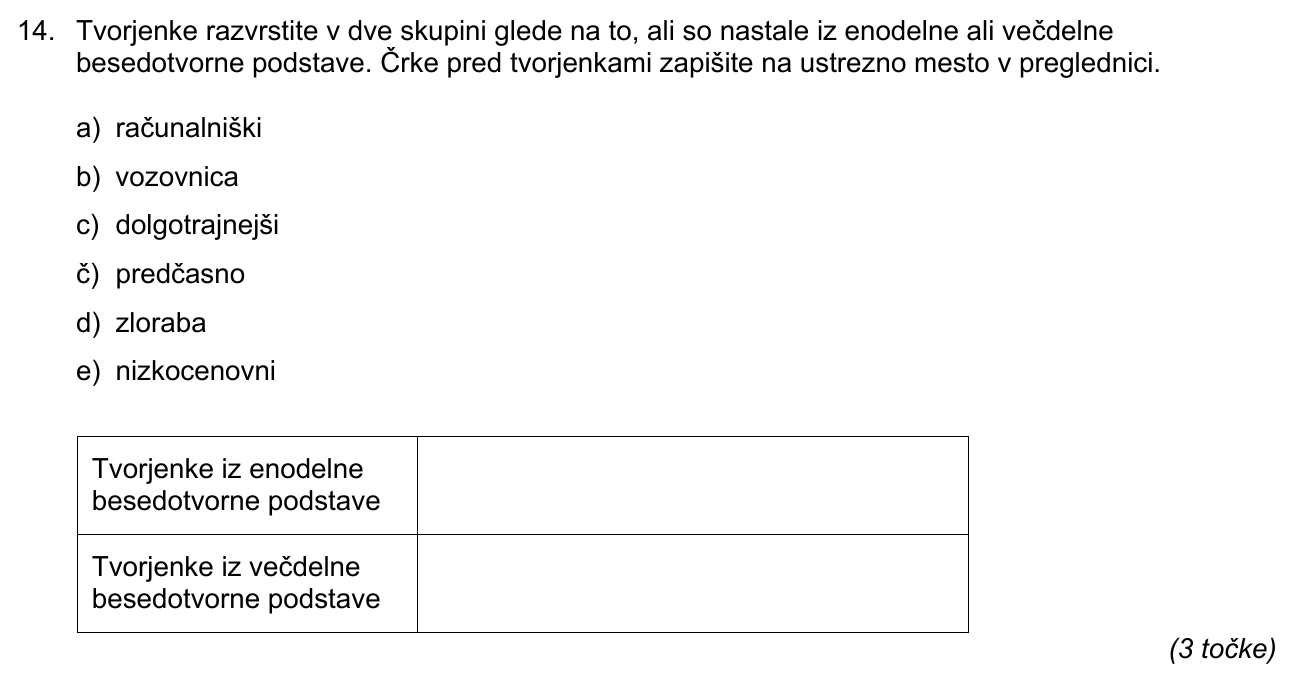 14. Tvorjenke razvrstite v dve skupini glede na to, ali so nastale iz enodelne ali večdelne
besedotvorne podstave. Črke pred tvorjenkami zapišite na ustrezno mesto v preglednici.
a) računalniški
b) vozovnica
c) dolgotrajnejši
č) predčasno
d) zloraba
e) nizkocenovni
Tvorjenke iz enodelne
besedotvorne podstave
Tvorjenke iz večdelne
besedotvorne podstave
(3 točke)